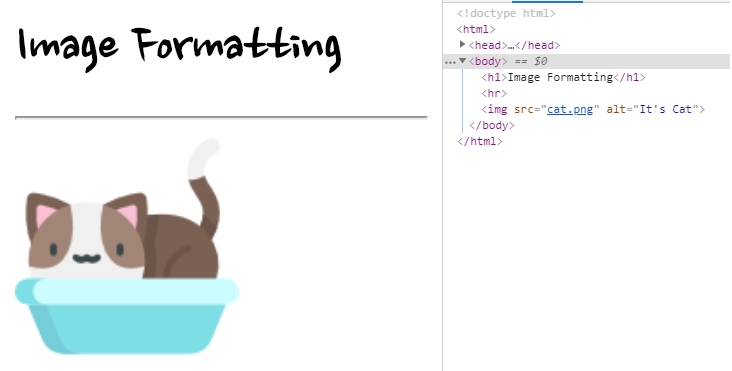 Image Formatting
<!doctype html>
<html>
<head>…</head>
<body> == $0
<h1>Image Formatting</h1>
<hr>
<img src="cat.png" alt="It's Cat">
</body>
</html>